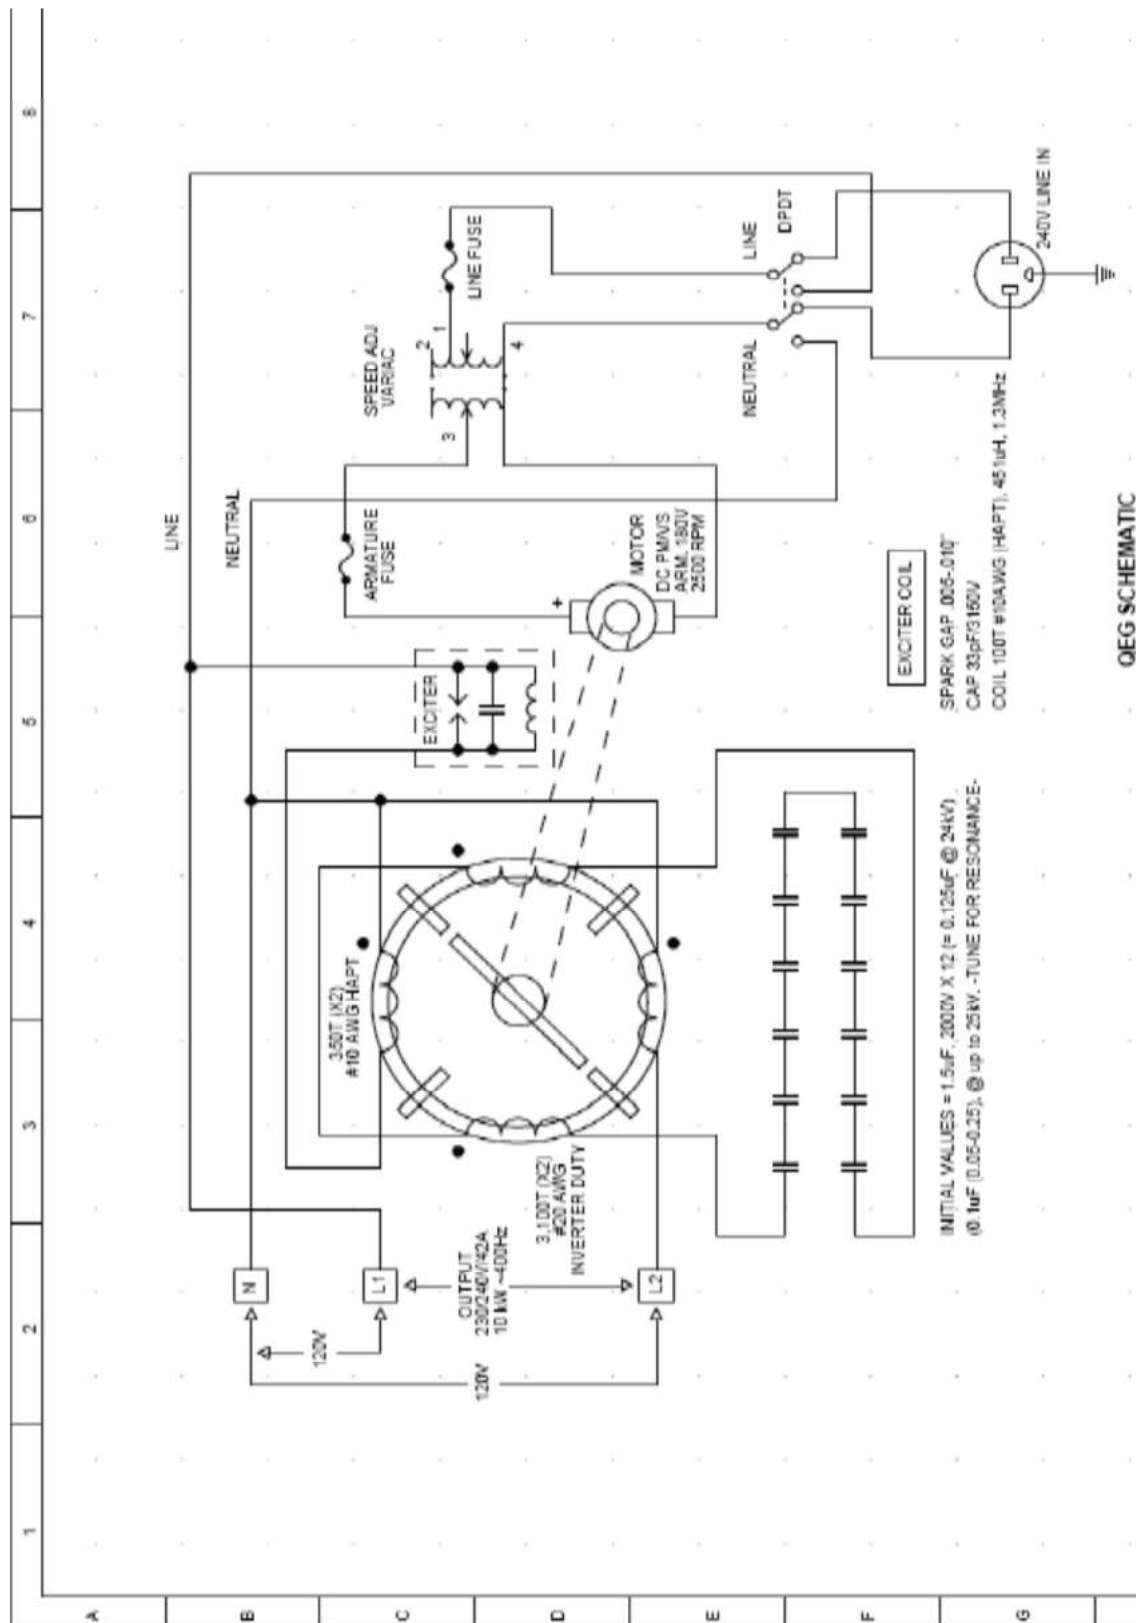 LINE
NEUTRAL
SPEED ADJ
VARIAC
2
1
3
4
LINE FUSE
ARMATURE
FUSE
LINE
NEUTRAL
DPDT
240V LINE IN
MOTOR
ARM. 180V
2500 RPM
+
EXCITER
350T (X2)
#10 AWG HAPT
3,100T (X2)
#20 AWG
INVERTER DUTY
N
L1
L2
120V
120V
OUTPUT
230/240V/42A
10 kW ~400Hz
EXCITER COIL
SPARK GAP .005-.010"
CAP 33pF/3150V
COIL 100T #10AWG (HAPT), 451uH, 1.3MHz
INITIAL VALUES = 1.5uF, 2000V X 12 (= 0.125uF @ 24kV)
(0.1uF (0.05-0.25), @ up to 25kV. -TUNE FOR RESONANCE-
QEG SCHEMATIC
1
2
3
4
5
6
7
8
A
B
C
D
E
F
G